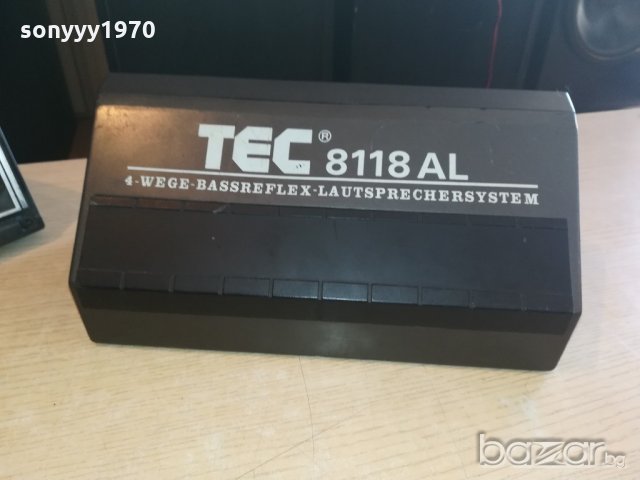 sonyyy1970
TEC® 8118 AL
4-WEGE-BASSREFLEX-LAUTSPRECHERSYSTEM
bazar.bg